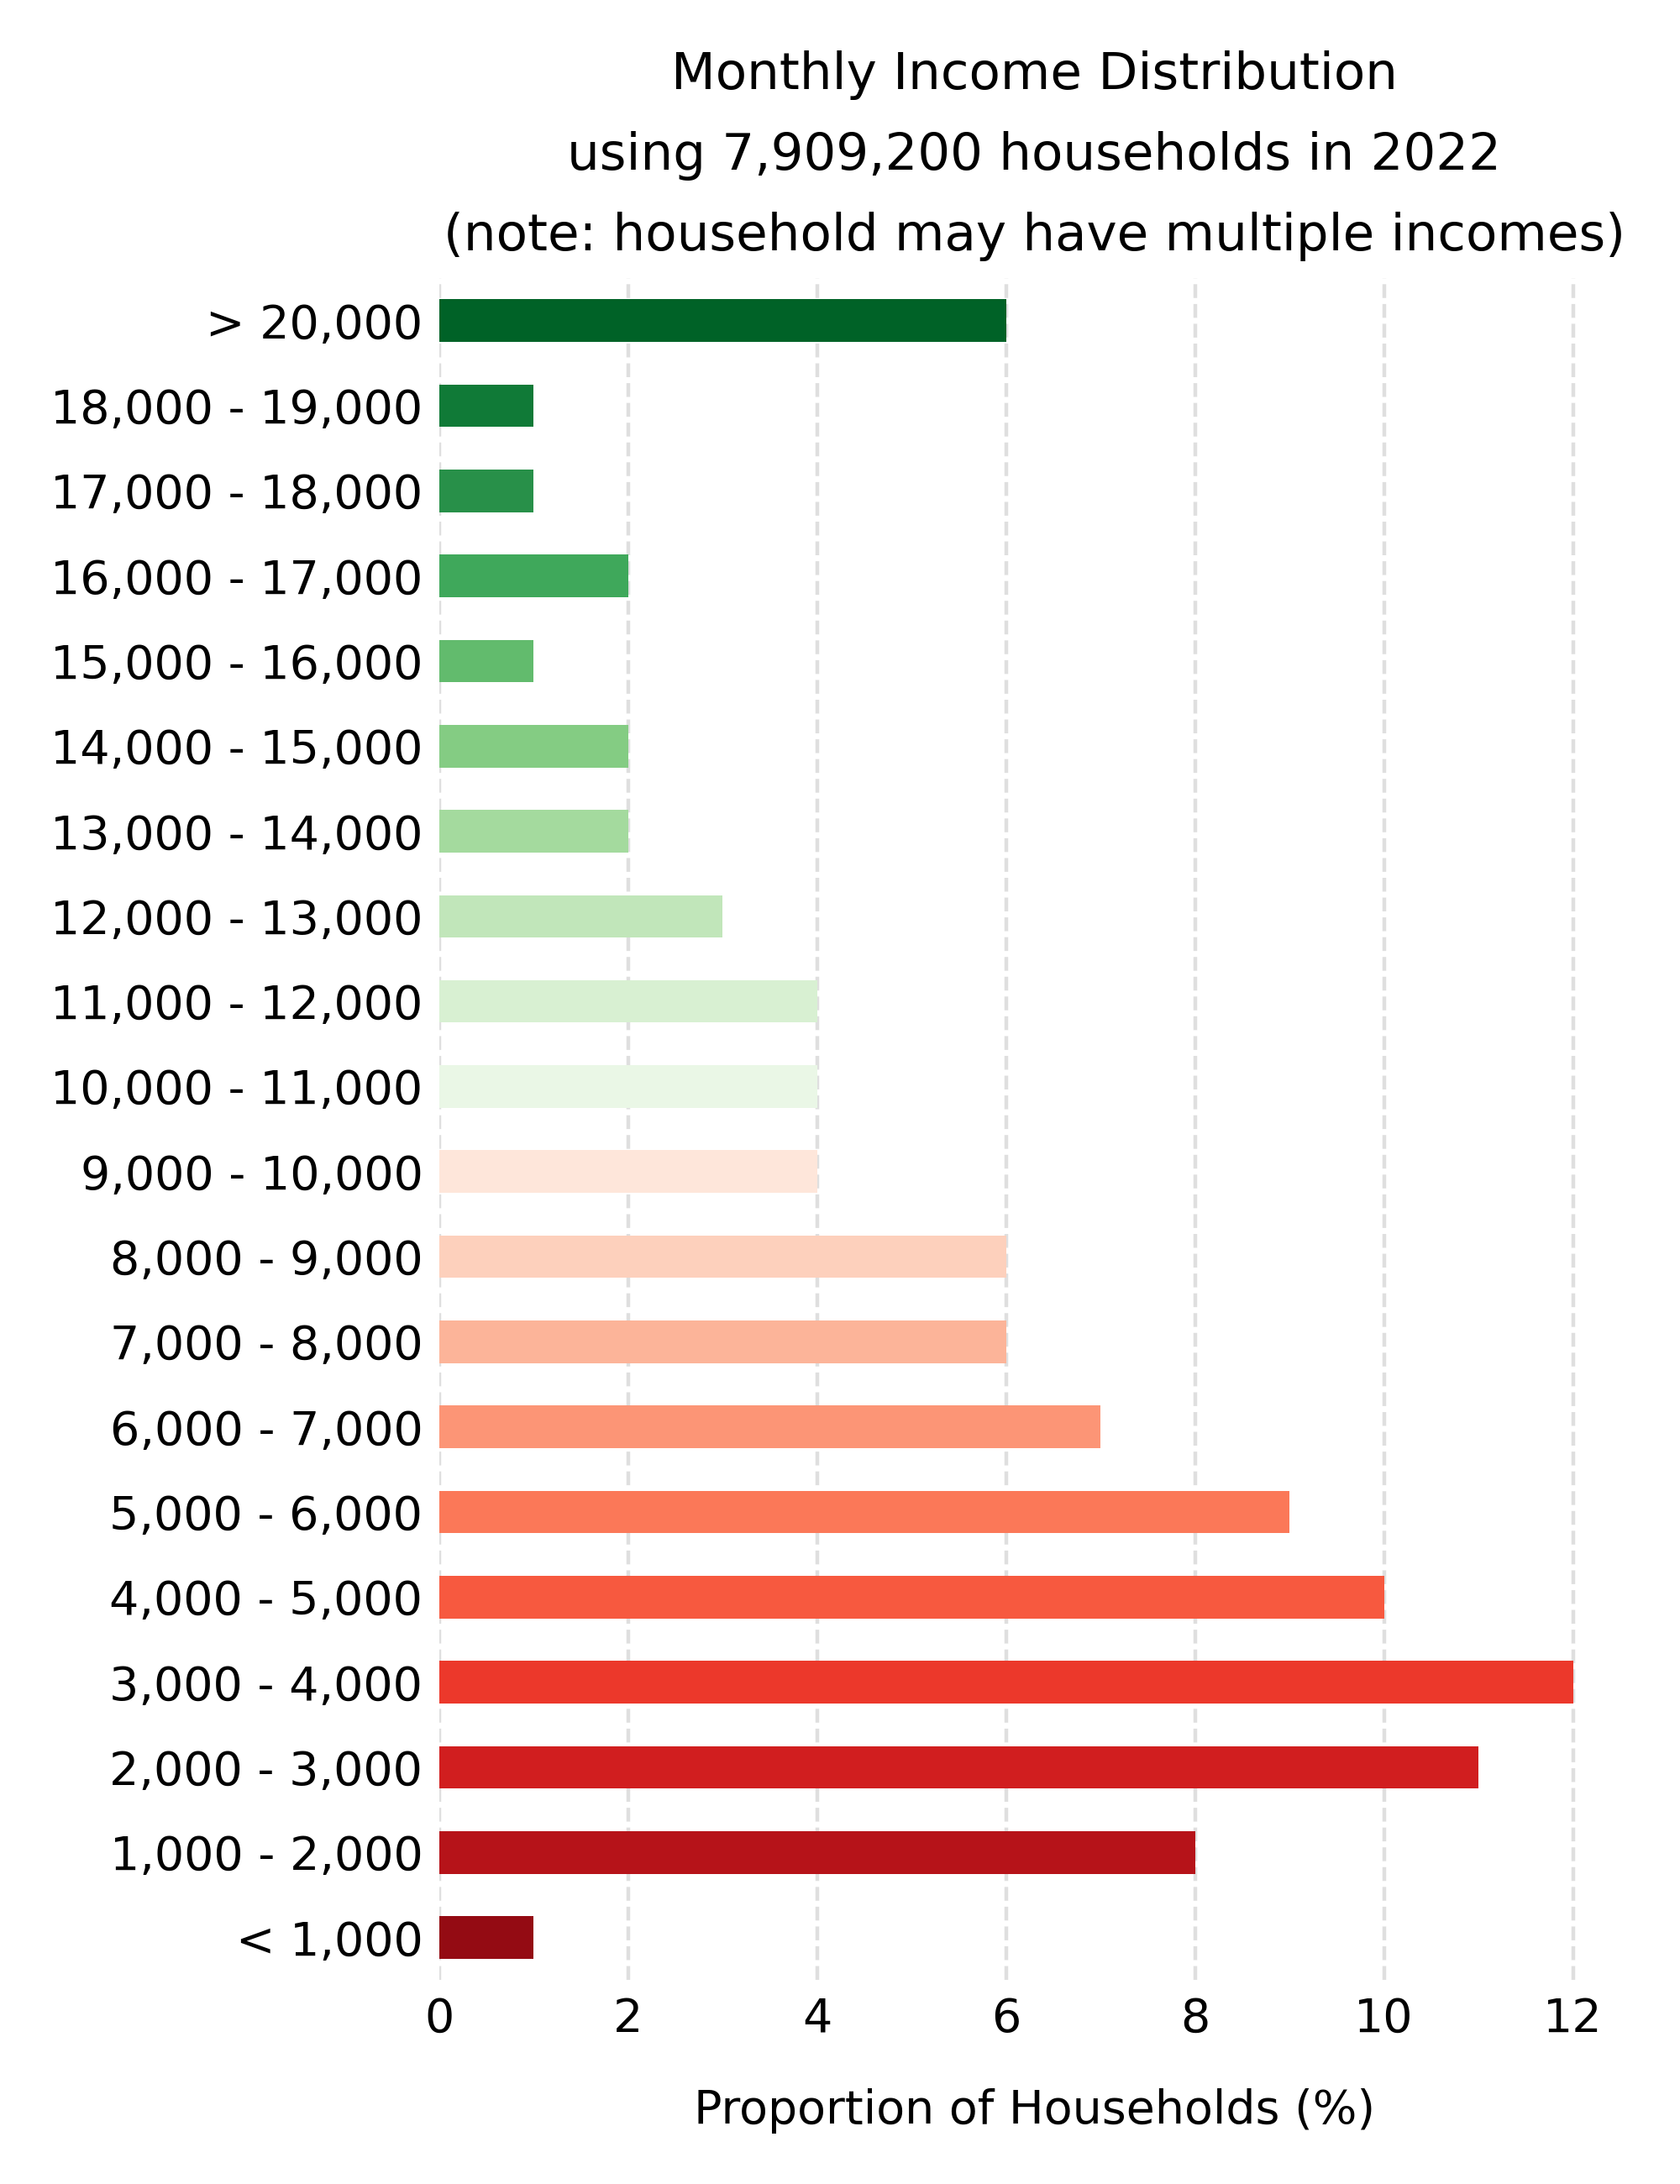 Monthly Income Distribution
using 7,909,200 households in 2022
(note: household may have multiple incomes)
> 20,000
18,000 - 19,000
17,000 - 18,000
16,000 - 17,000
15,000 - 16,000
14,000 - 15,000
13,000 - 14,000
12,000 - 13,000
11,000 - 12,000
10,000 - 11,000
9,000 - 10,000
8,000 - 9,000
7,000 - 8,000
6,000 - 7,000
5,000 - 6,000
4,000 - 5,000
3,000 - 4,000
2,000 - 3,000
1,000 - 2,000
< 1,000
0 2 4 6 8 10 12
Proportion of Households (%)